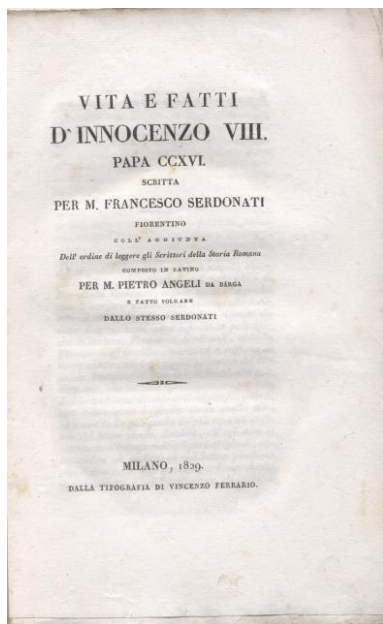 VITA E FATTI
D' INNOCENZO VIII.
PAPA CCXVI.
SCRITTA
PER M. FRANCESCO SERDONATI
FIORENTINO
COLL' AGGIUNTA
Dell' ordine di leggere gli Scrittori della Storia Romana
COMPOSTO IN LATINO
PER M. PIETRO ANGELI DA BARGA
E FATTO VOLGARE
DALLO STESSO SERDONATI
MILANO, 1829.
DALLA TIPOGRAFIA DI VINCENZO FERRARIO.